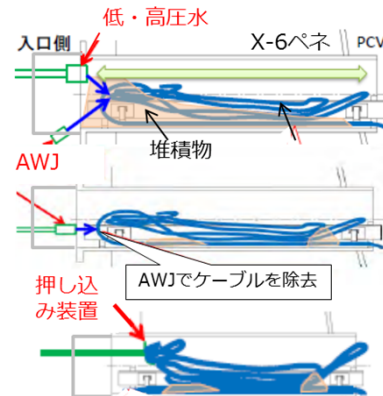 低・高圧水
入口側
X-6ペネ
PCV
堆積物
AWJ
AWJでケーブルを除去
押し込
み装置